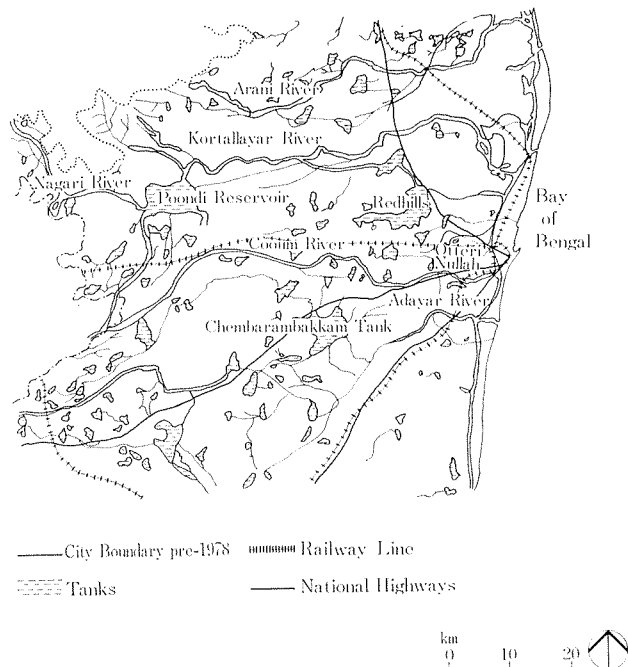 Arani River
Kortallayar River
Nagari River
Poondi Reservoir
Redhills
Bay
of
Bengal
Cooum River
Otteri
Nullah
Adayar River
Chembarambakkam Tank
City Boundary pre-1978
Railway Line
Tanks
National Highways
km
0 10 20